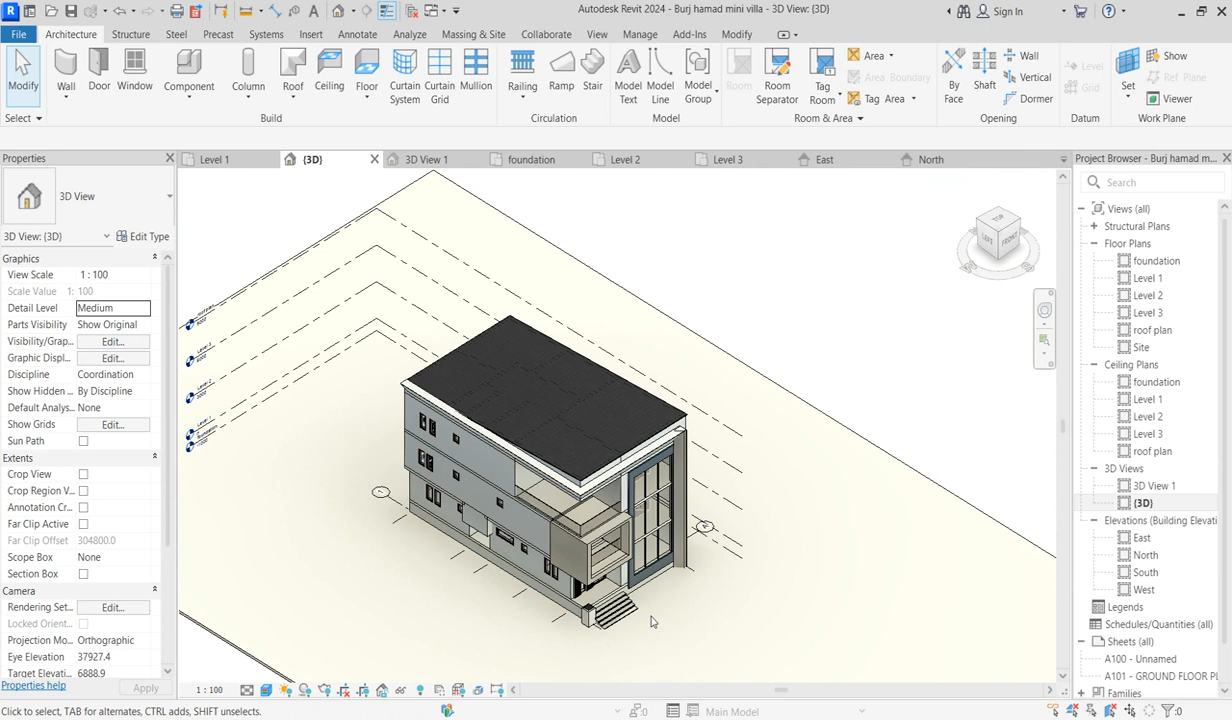 Autodesk Revit 2024 - Burj hamad mini villa - 3D View: {3D}
Sign In
File Architecture Structure Steel Precast Systems Insert Annotate Analyze Massing & Site Collaborate View Manage Add-Ins Modify
Modify
Wall
Door
Window
Component
Column
Roof
Ceiling
Floor
Curtain System
Curtain Grid
Mullion
Railing
Ramp
Stair
Model Text
Model Line
Model Group
Room
Room Separator
Tag Room
Area
Area Boundary
Tag Area
By Face
Shaft
Wall
Vertical
Dormer
Level
Grid
Set
Show
Ref Plane
Viewer
Select
Build
Circulation
Model
Room & Area
Opening
Datum
Work Plane
Properties
Level 1
{3D}
3D View 1
foundation
Level 2
Level 3
East
North
Project Browser - Burj hamad m...
3D View
3D View: {3D}
Edit Type
Graphics
View Scale 1 : 100
Scale Value 1: 100
Detail Level Medium
Parts Visibility Show Original
Visibility/Grap... Edit...
Graphic Displ... Edit...
Discipline Coordination
Show Hidden ... By Discipline
Default Analys... None
Show Grids Edit...
Sun Path
Extents
Crop View
Crop Region V...
Annotation Cr...
Far Clip Active
Far Clip Offset 304800.0
Scope Box None
Section Box
Camera
Rendering Set... Edit...
Locked Orient...
Projection Mo... Orthographic
Eye Elevation 37927.4
Target Elevati... 6888.9
Properties help
Apply
TOP
LEFT
FRONT
Search
Views (all)
Structural Plans
Floor Plans
foundation
Level 1
Level 2
Level 3
roof plan
Site
Ceiling Plans
foundation
Level 1
Level 2
Level 3
roof plan
3D Views
3D View 1
{3D}
Elevations (Building Elevati
East
North
South
West
Legends
Schedules/Quantities (all)
Sheets (all)
A100 - Unnamed
A101 - GROUND FLOOR PL
Families
1 : 100
Click to select, TAB for alternates, CTRL adds, SHIFT unselects.
:0
Main Model
:0